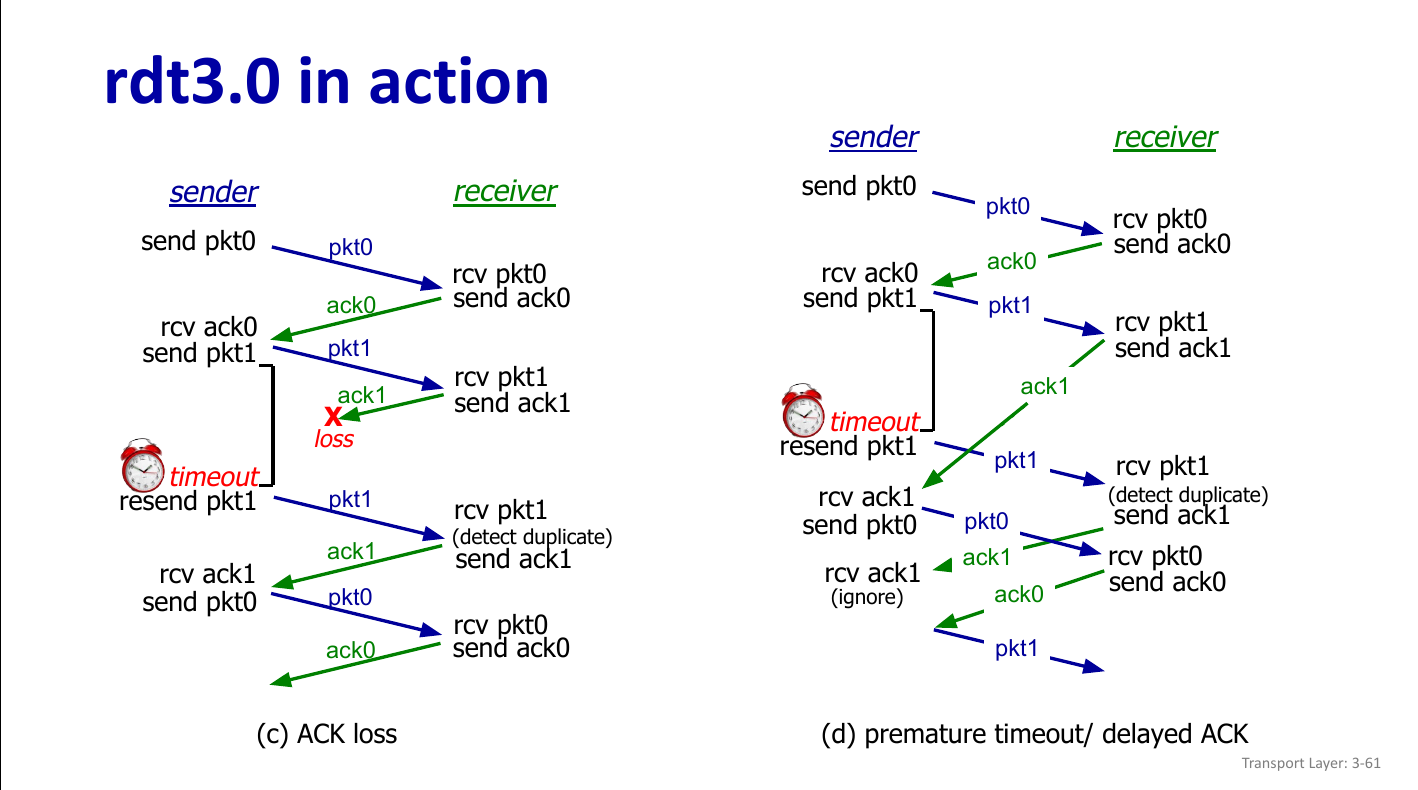 rdt3.0 in action
sender
receiver
send pkt0
pkt0
rcv pkt0
send ack0
ack0
rcv ack0
send pkt1
pkt1
rcv pkt1
send ack1
ack1
X
loss
timeout
resend pkt1
pkt1
rcv pkt1
(detect duplicate)
send ack1
ack1
rcv ack1
send pkt0
pkt0
rcv pkt0
send ack0
ack0
(c) ACK loss
sender
receiver
send pkt0
pkt0
rcv pkt0
send ack0
ack0
rcv ack0
send pkt1
pkt1
rcv pkt1
send ack1
ack1
timeout
resend pkt1
pkt1
rcv pkt1
(detect duplicate)
send ack1
rcv ack1
send pkt0
pkt0
ack1
rcv pkt0
send ack0
rcv ack1
(ignore)
ack0
pkt1
(d) premature timeout/ delayed ACK
Transport Layer: 3-61